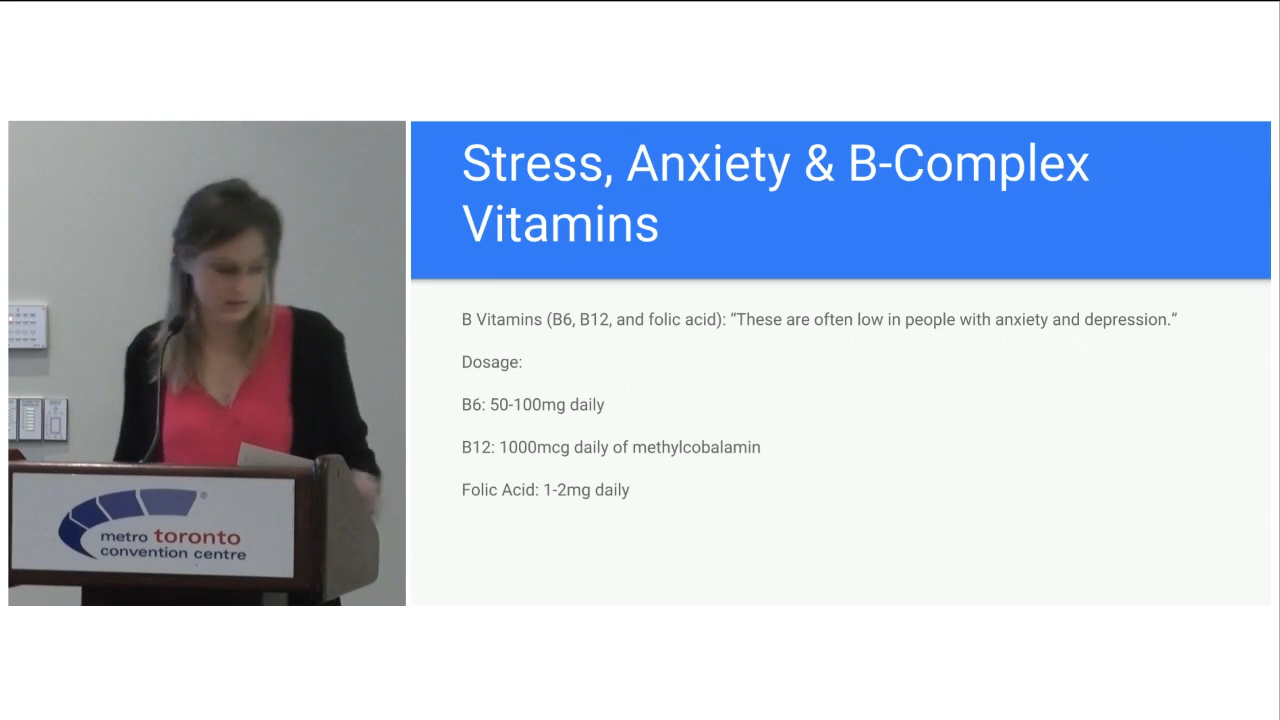 Stress, Anxiety & B-Complex
Vitamins
B Vitamins (B6, B12, and folic acid): “These are often low in people with anxiety and depression.”
Dosage:
B6: 50-100mg daily
B12: 1000mcg daily of methylcobalamin
Folic Acid: 1-2mg daily
metro toronto
convention centre